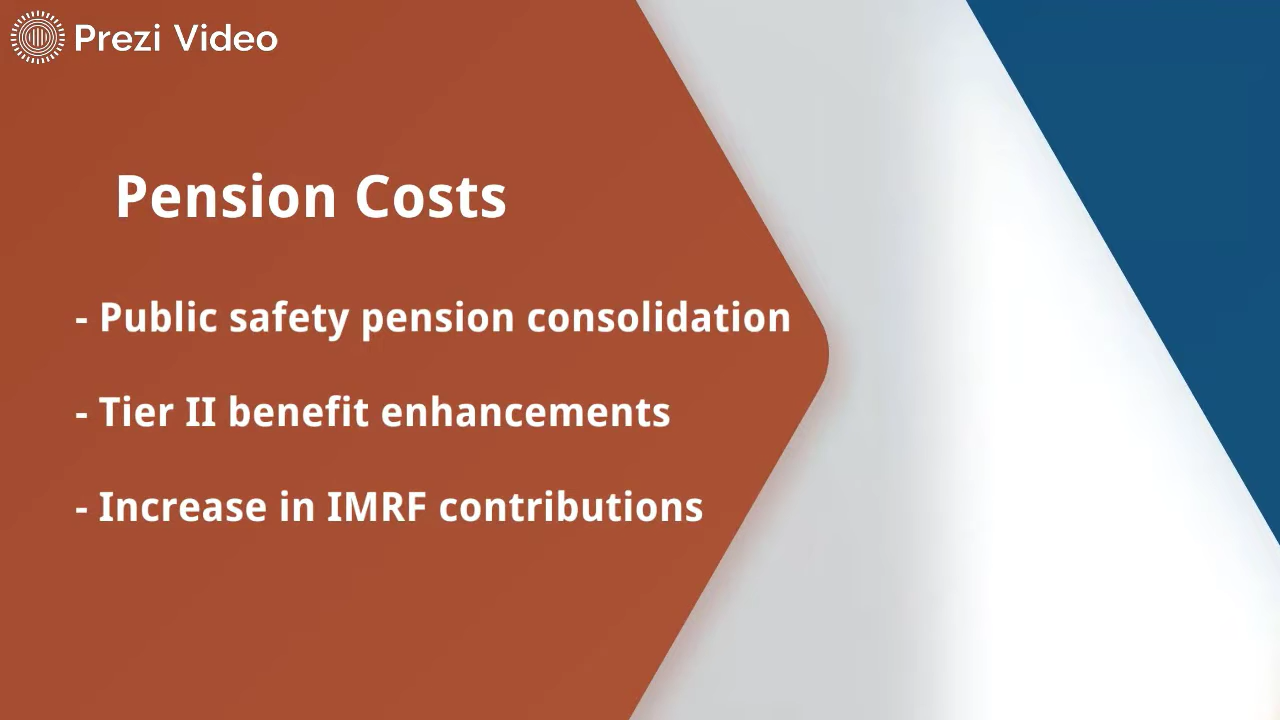 Prezi Video
Pension Costs
- Public safety pension consolidation
- Tier II benefit enhancements
- Increase in IMRF contributions